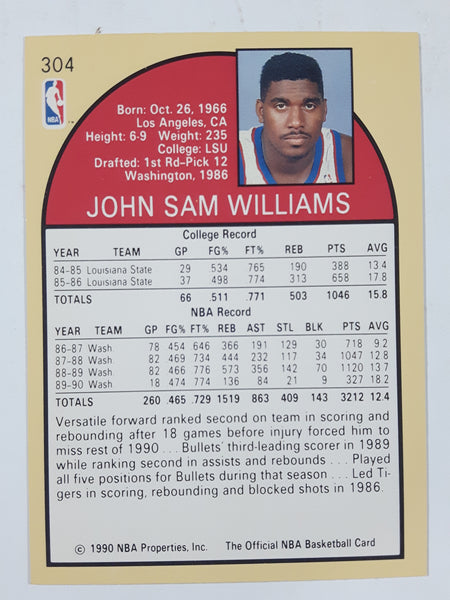 304
NBA
Born: Oct. 26, 1966
Los Angeles, CA
Height: 6-9 Weight: 235
College: LSU
Drafted: 1st Rd-Pick 12
Washington, 1986
JOHN SAM WILLIAMS
College Record
YEAR TEAM GP FG% FT% REB PTS AVG
84-85 Louisiana State 29 .534 .765 190 388 13.4
85-86 Louisiana State 37 .498 .774 313 658 17.8
TOTALS 66 .511 .771 503 1046 15.8
NBA Record
YEAR TEAM GP FG% FT% REB AST STL BLK PTS AVG
86-87 Wash. 78 .454 .646 366 191 129 30 718 9.2
87-88 Wash. 82 .469 .734 444 232 117 34 1047 12.8
88-89 Wash. 82 .466 .776 573 356 142 70 1120 13.7
89-90 Wash. 18 .474 .774 136 84 21 9 327 18.2
TOTALS 260 .465 .729 1519 863 409 143 3212 12.4
Versatile forward ranked second on team in scoring and
rebounding after 18 games before injury forced him to
miss rest of 1990 . . . Bullets' third-leading scorer in 1989
while ranking second in assists and rebounds . . . Played
all five positions for Bullets during that season . . . Led Ti-
gers in scoring, rebounding and blocked shots in 1986.
© 1990 NBA Properties, Inc. The Official NBA Basketball Card